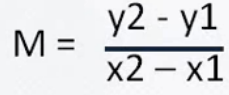 y2 - y1
M =
x2 – x1